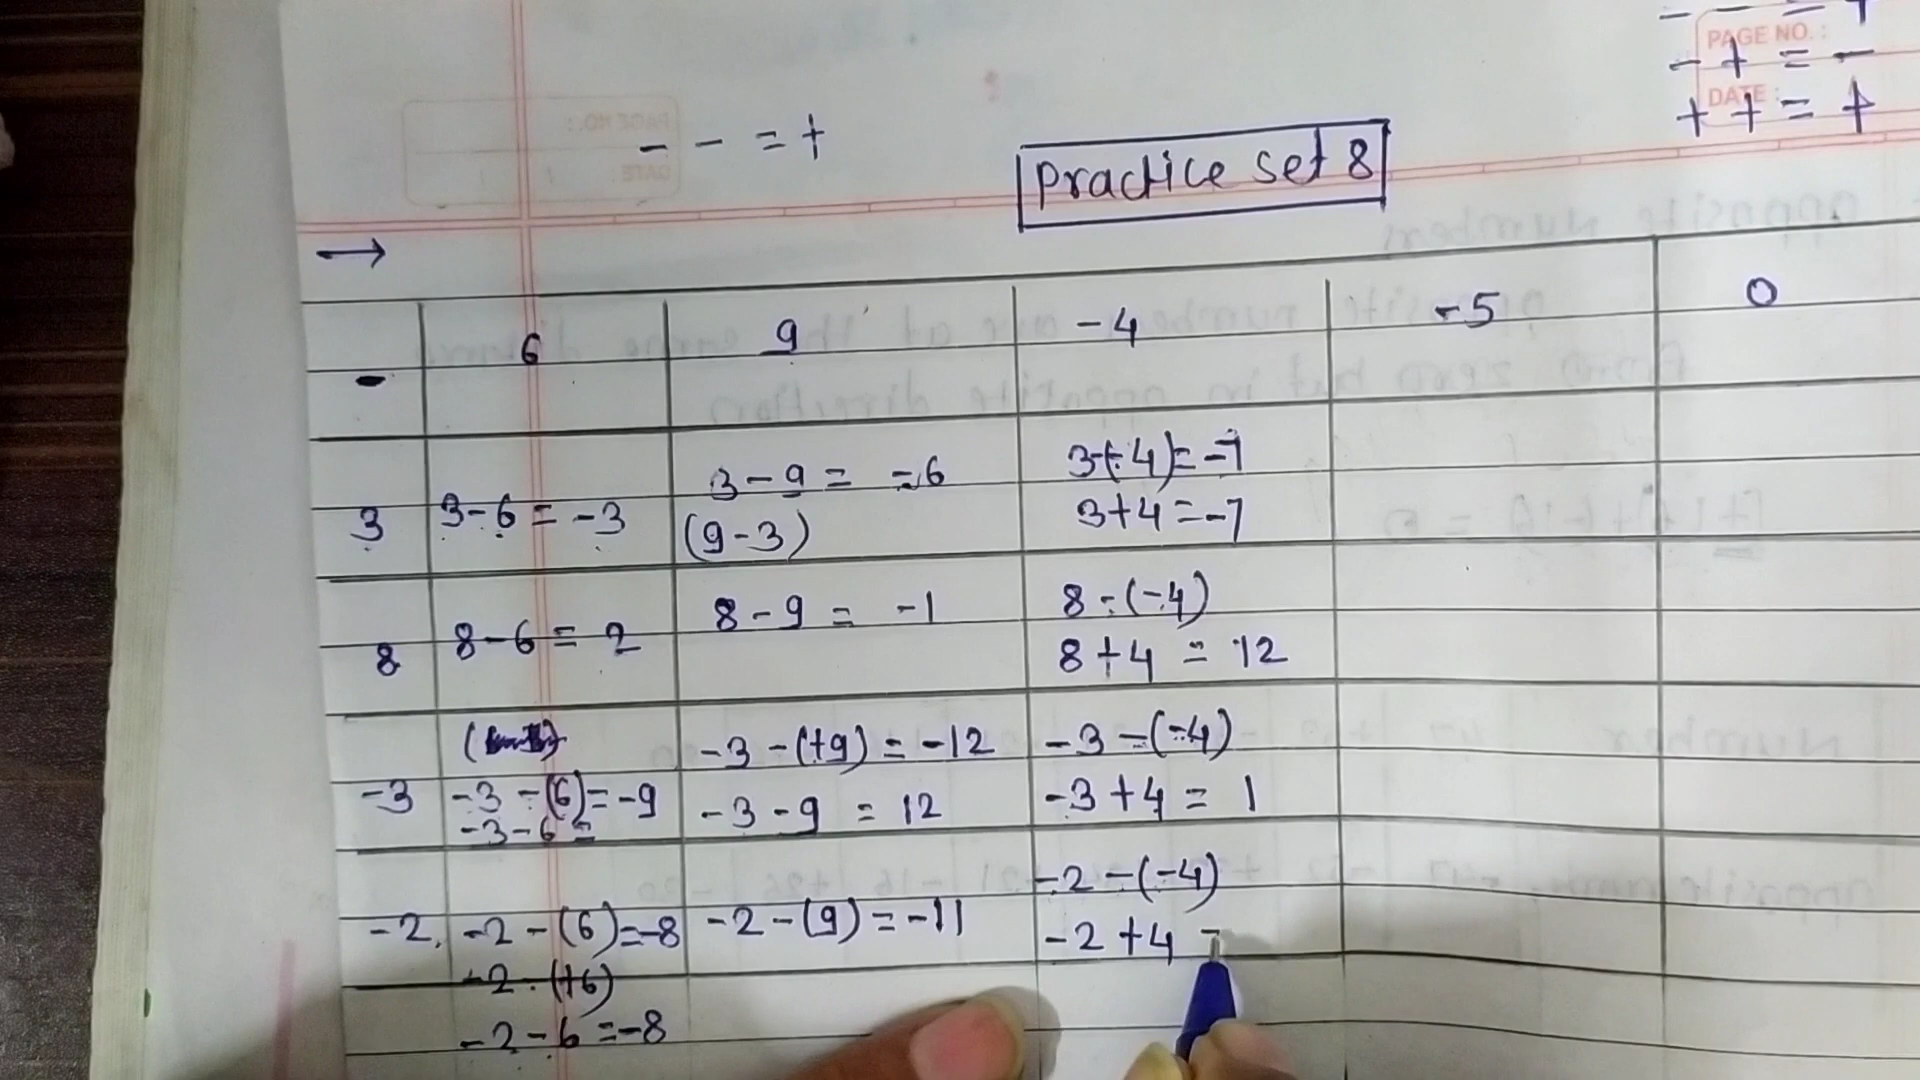 - - = +
PAGE NO. :
- + = -
DATE :
+ + = +
- - = +
Practice set 8
→
- 6 9 -4 -5 0
3 3-6 = -3 3-9 = -6 3-(-4) = -7
(9-3) 3+4 = -7
8 8-6 = 2 8-9 = -1 8-(-4)
8+4 = 12
-3 -3-(6) = -9 -3-(+9) = -12 -3-(-4)
-3-6 = -3-9 = 12 -3+4 = 1
-2 -2-(6) = -8 -2-(9) = -11 -2-(-4)
-2-(+6) -2+4 =
-2-6 = -8